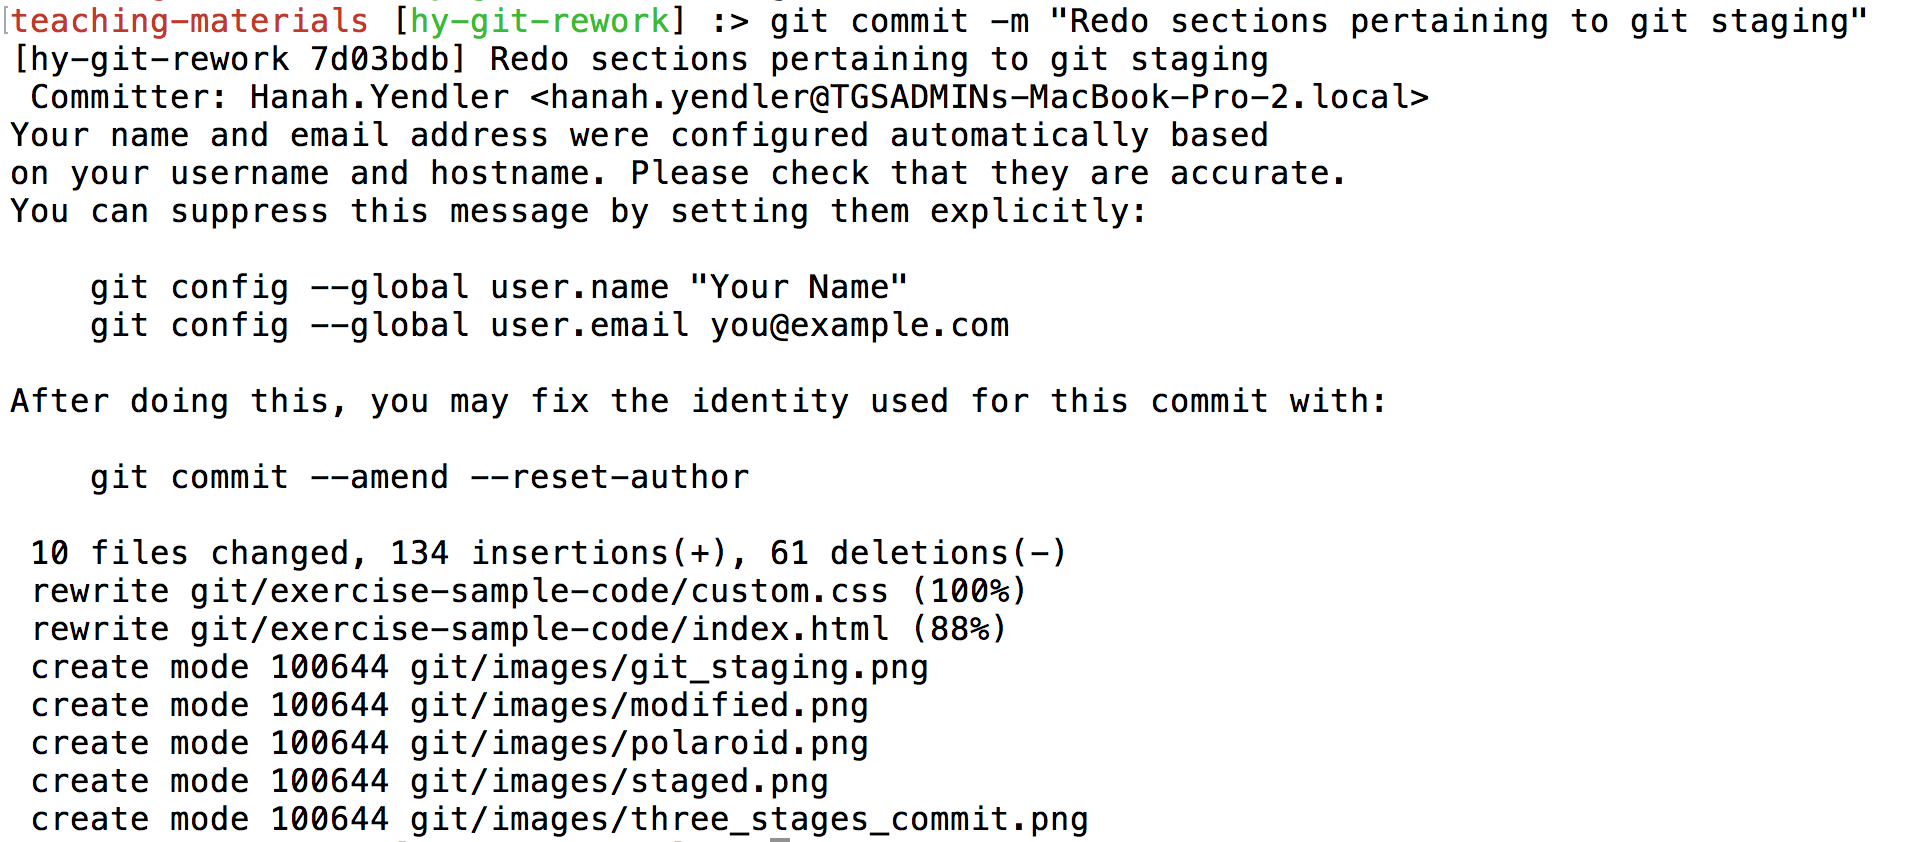 teaching-materials [hy-git-rework] :> git commit -m "Redo sections pertaining to git staging"
[hy-git-rework 7d03bdb] Redo sections pertaining to git staging
 Committer: Hanah.Yendler <hanah.yendler@TGSADMINs-MacBook-Pro-2.local>
Your name and email address were configured automatically based
on your username and hostname. Please check that they are accurate.
You can suppress this message by setting them explicitly:

    git config --global user.name "Your Name"
    git config --global user.email you@example.com

After doing this, you may fix the identity used for this commit with:

    git commit --amend --reset-author

 10 files changed, 134 insertions(+), 61 deletions(-)
 rewrite git/exercise-sample-code/custom.css (100%)
 rewrite git/exercise-sample-code/index.html (88%)
 create mode 100644 git/images/git_staging.png
 create mode 100644 git/images/modified.png
 create mode 100644 git/images/polaroid.png
 create mode 100644 git/images/staged.png
 create mode 100644 git/images/three_stages_commit.png